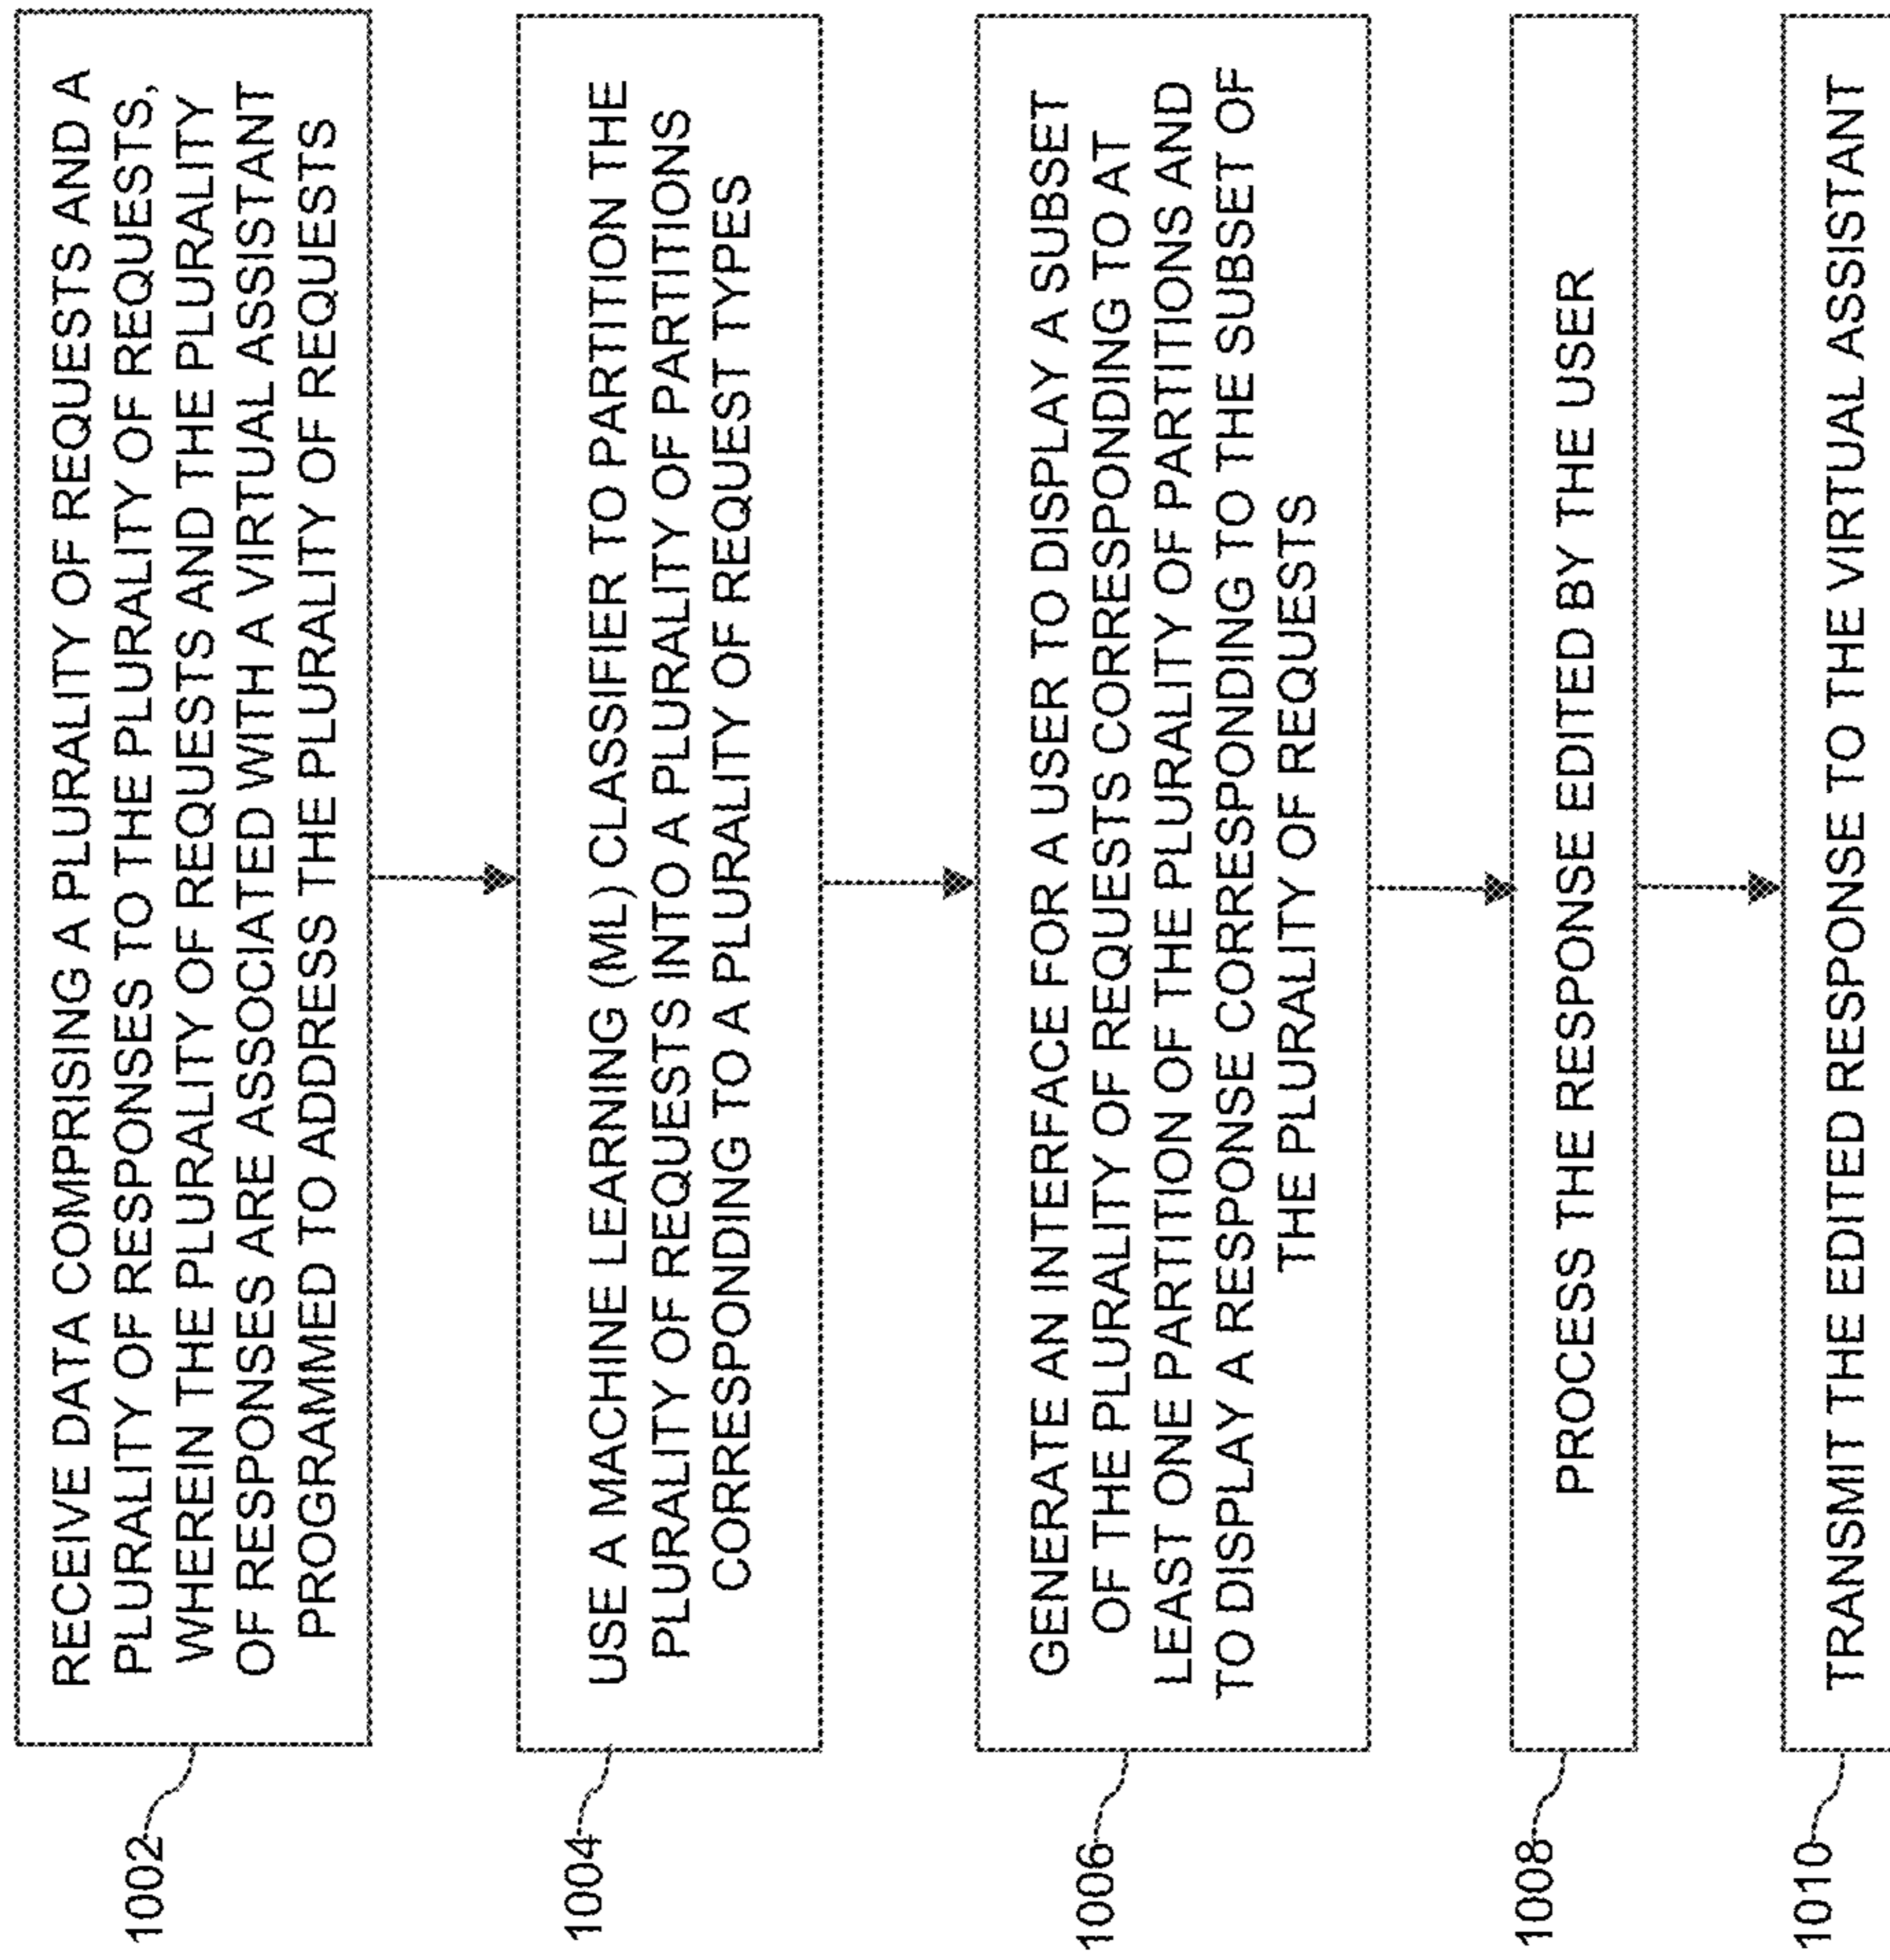 RECEIVE DATA COMPRISING A PLURALITY OF REQUESTS AND A
PLURALITY OF RESPONSES TO THE PLURALITY OF REQUESTS,
WHEREIN THE PLURALITY OF REQUESTS AND THE PLURALITY
OF RESPONSES ARE ASSOCIATED WITH A VIRTUAL ASSISTANT
PROGRAMMED TO ADDRESS THE PLURALITY OF REQUESTS
1002
USE A MACHINE LEARNING (ML) CLASSIFIER TO PARTITION THE
PLURALITY OF REQUESTS INTO A PLURALITY OF PARTITIONS
CORRESPONDING TO A PLURALITY OF REQUEST TYPES
1004
GENERATE AN INTERFACE FOR A USER TO DISPLAY A SUBSET
OF THE PLURALITY OF REQUESTS CORRESPONDING TO AT
LEAST ONE PARTITION OF THE PLURALITY OF PARTITIONS AND
TO DISPLAY A RESPONSE CORRESPONDING TO THE SUBSET OF
THE PLURALITY OF REQUESTS
1006
PROCESS THE RESPONSE EDITED BY THE USER
1008
TRANSMIT THE EDITED RESPONSE TO THE VIRTUAL ASSISTANT
1010